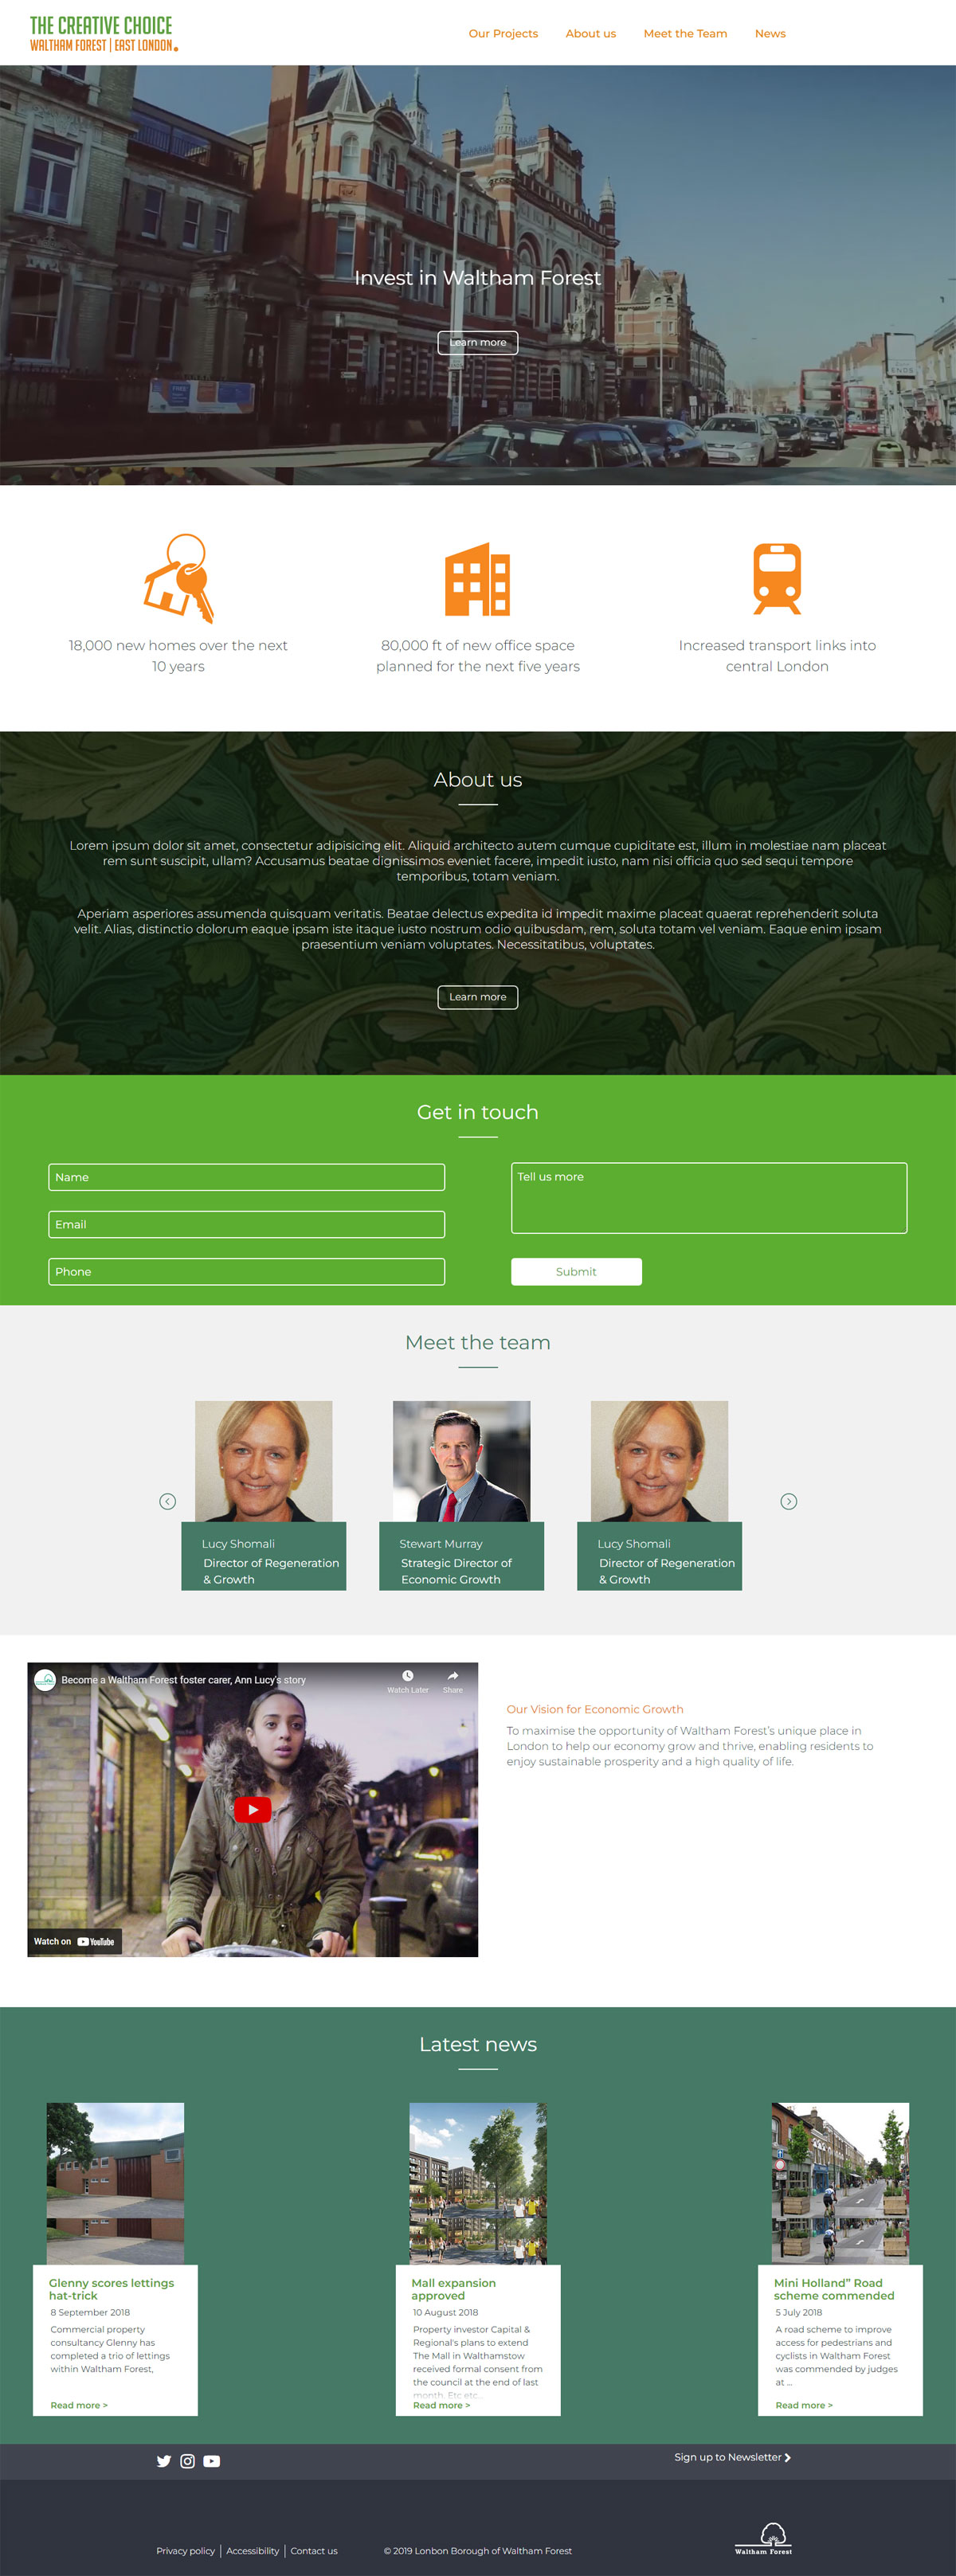 THE CREATIVE CHOICE
WALTHAM FOREST | EAST LONDON.
Our Projects
About us
Meet the Team
News
Invest in Waltham Forest
Learn more
18,000 new homes over the next
10 years
80,000 ft of new office space
planned for the next five years
Increased transport links into
central London
About us
Lorem ipsum dolor sit amet, consectetur adipisicing elit. Aliquid architecto autem cumque cupiditate est, illum in molestiae nam placeat
rem sunt suscipit, ullam? Accusamus beatae dignissimos eveniet facere, impedit iusto, nam nisi officia quo sed sequi tempore
temporibus, totam veniam.
Aperiam asperiores assumenda quisquam veritatis. Beatae delectus expedita id impedit maxime placeat quaerat reprehenderit soluta
velit. Alias, distinctio dolorum eaque ipsam iste itaque iusto nostrum odio quibusdam, rem, soluta totam vel veniam. Eaque enim ipsam
praesentium veniam voluptates. Necessitatibus, voluptates.
Learn more
Get in touch
Name
Email
Phone
Tell us more
Submit
Meet the team
Lucy Shomali
Director of Regeneration
& Growth
Stewart Murray
Strategic Director of
Economic Growth
Lucy Shomali
Director of Regeneration
& Growth
Become a Waltham Forest foster carer, Ann Lucy's story
Watch Later
Share
Watch on YouTube
Our Vision for Economic Growth
To maximise the opportunity of Waltham Forest's unique place in
London to help our economy grow and thrive, enabling residents to
enjoy sustainable prosperity and a high quality of life.
Latest news
Glenny scores lettings
hat-trick
8 September 2018
Commercial property
consultancy Glenny has
completed a trio of lettings
within Waltham Forest,
Read more >
Mall expansion
approved
10 August 2018
Property investor Capital &
Regional's plans to extend
The Mall in Walthamstow
received formal consent from
the council at the end of last
month. Etc etc...
Read more >
Mini Holland" Road
scheme commended
5 July 2018
A road scheme to improve
access for pedestrians and
cyclists in Waltham Forest
was commended by judges
at ...
Read more >
Sign up to Newsletter
Privacy policy | Accessibility | Contact us
© 2019 Lonbon Borough of Waltham Forest
Waltham Forest